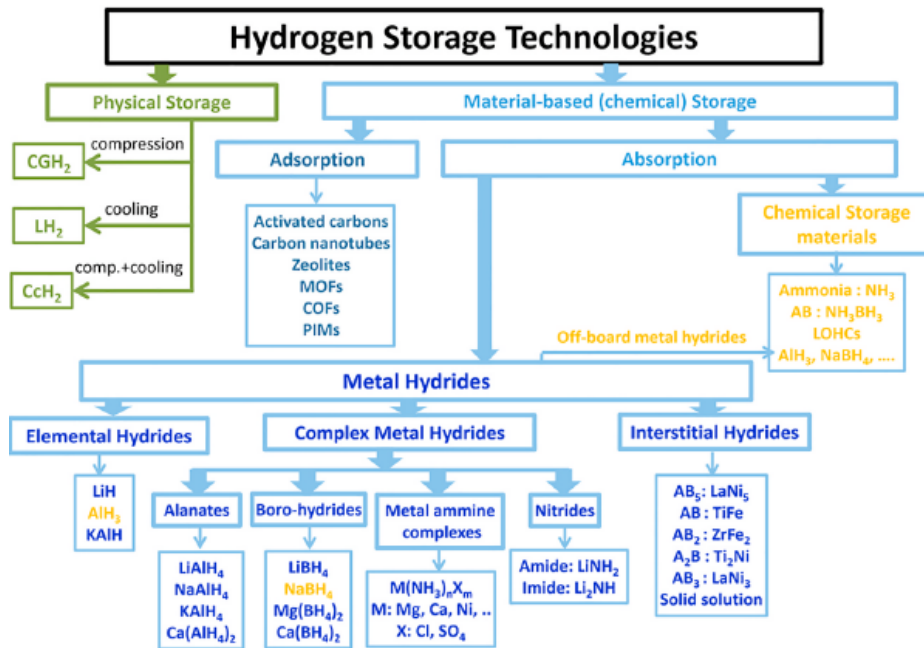 Hydrogen Storage Technologies
Physical Storage
compression
CGH₂
cooling
LH₂
comp.+cooling
CcH₂
Material-based (chemical) Storage
Adsorption
Activated carbons
Carbon nanotubes
Zeolites
MOFs
COFs
PIMs
Absorption
Chemical Storage
materials
Ammonia : NH₃
AB : NH₃BH₃
LOHCs
AlH₃, NaBH₄, ....
Off-board metal hydrides
Metal Hydrides
Elemental Hydrides
LiH
AlH₃
KAlH
Complex Metal Hydrides
Alanates
LiAlH₄
NaAlH₄
KAlH₄
Ca(AlH₄)₂
Boro-hydrides
LiBH₄
NaBH₄
Mg(BH₄)₂
Ca(BH₄)₂
Metal ammine
complexes
M(NH₃)ₙXₘ
M: Mg, Ca, Ni, ..
X: Cl, SO₄
Nitrides
Amide: LiNH₂
Imide: Li₂NH
Interstitial Hydrides
AB₅: LaNi₅
AB : TiFe
AB₂: ZrFe₂
A₂B : Ti₂Ni
AB₃: LaNi₃
Solid solution